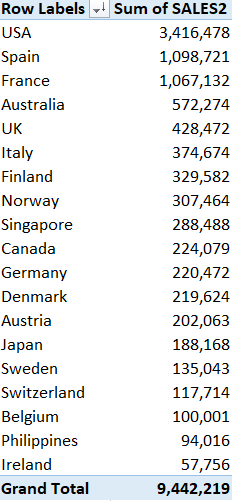 Row Labels Sum of SALES2
USA 3,416,478
Spain 1,098,721
France 1,067,132
Australia 572,274
UK 428,472
Italy 374,674
Finland 329,582
Norway 307,464
Singapore 288,488
Canada 224,079
Germany 220,472
Denmark 219,624
Austria 202,063
Japan 188,168
Sweden 135,043
Switzerland 117,714
Belgium 100,001
Philippines 94,016
Ireland 57,756
Grand Total 9,442,219